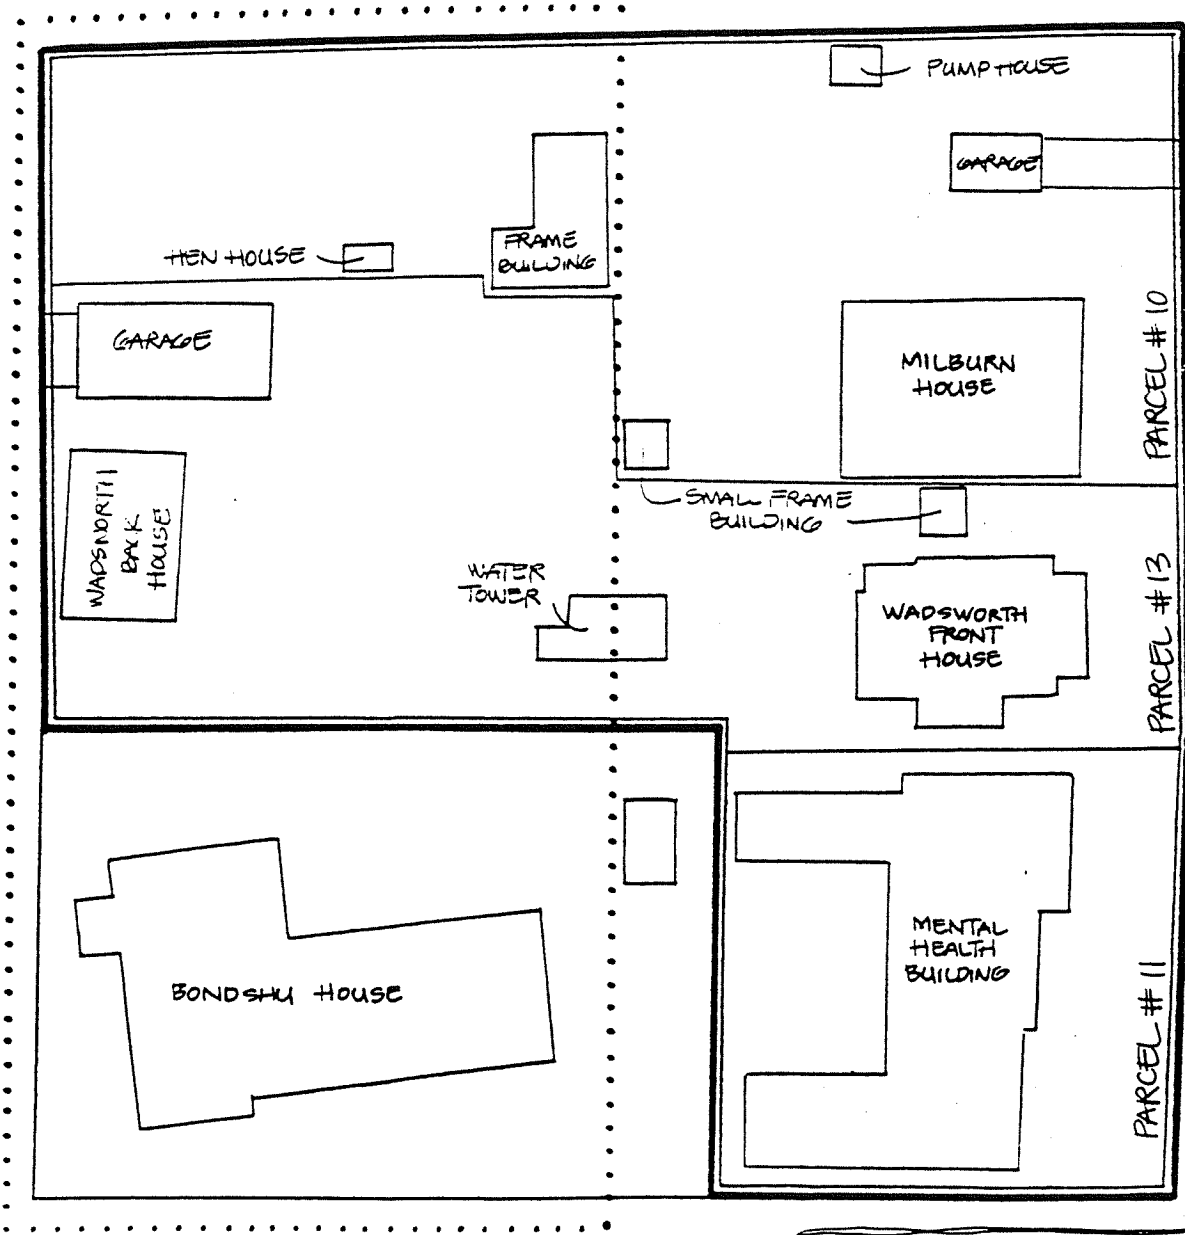 PUMP HOUSE
GARAGE
HEN HOUSE
FRAME
BUILDING
GARAGE
MILBURN
HOUSE
PARCEL # 10
WADSWORTH
BACK
HOUSE
SMALL FRAME
BUILDING
WATER
TOWER
WADSWORTH
FRONT
HOUSE
PARCEL # 13
BONDSHU HOUSE
MENTAL
HEALTH
BUILDING
PARCEL # 11